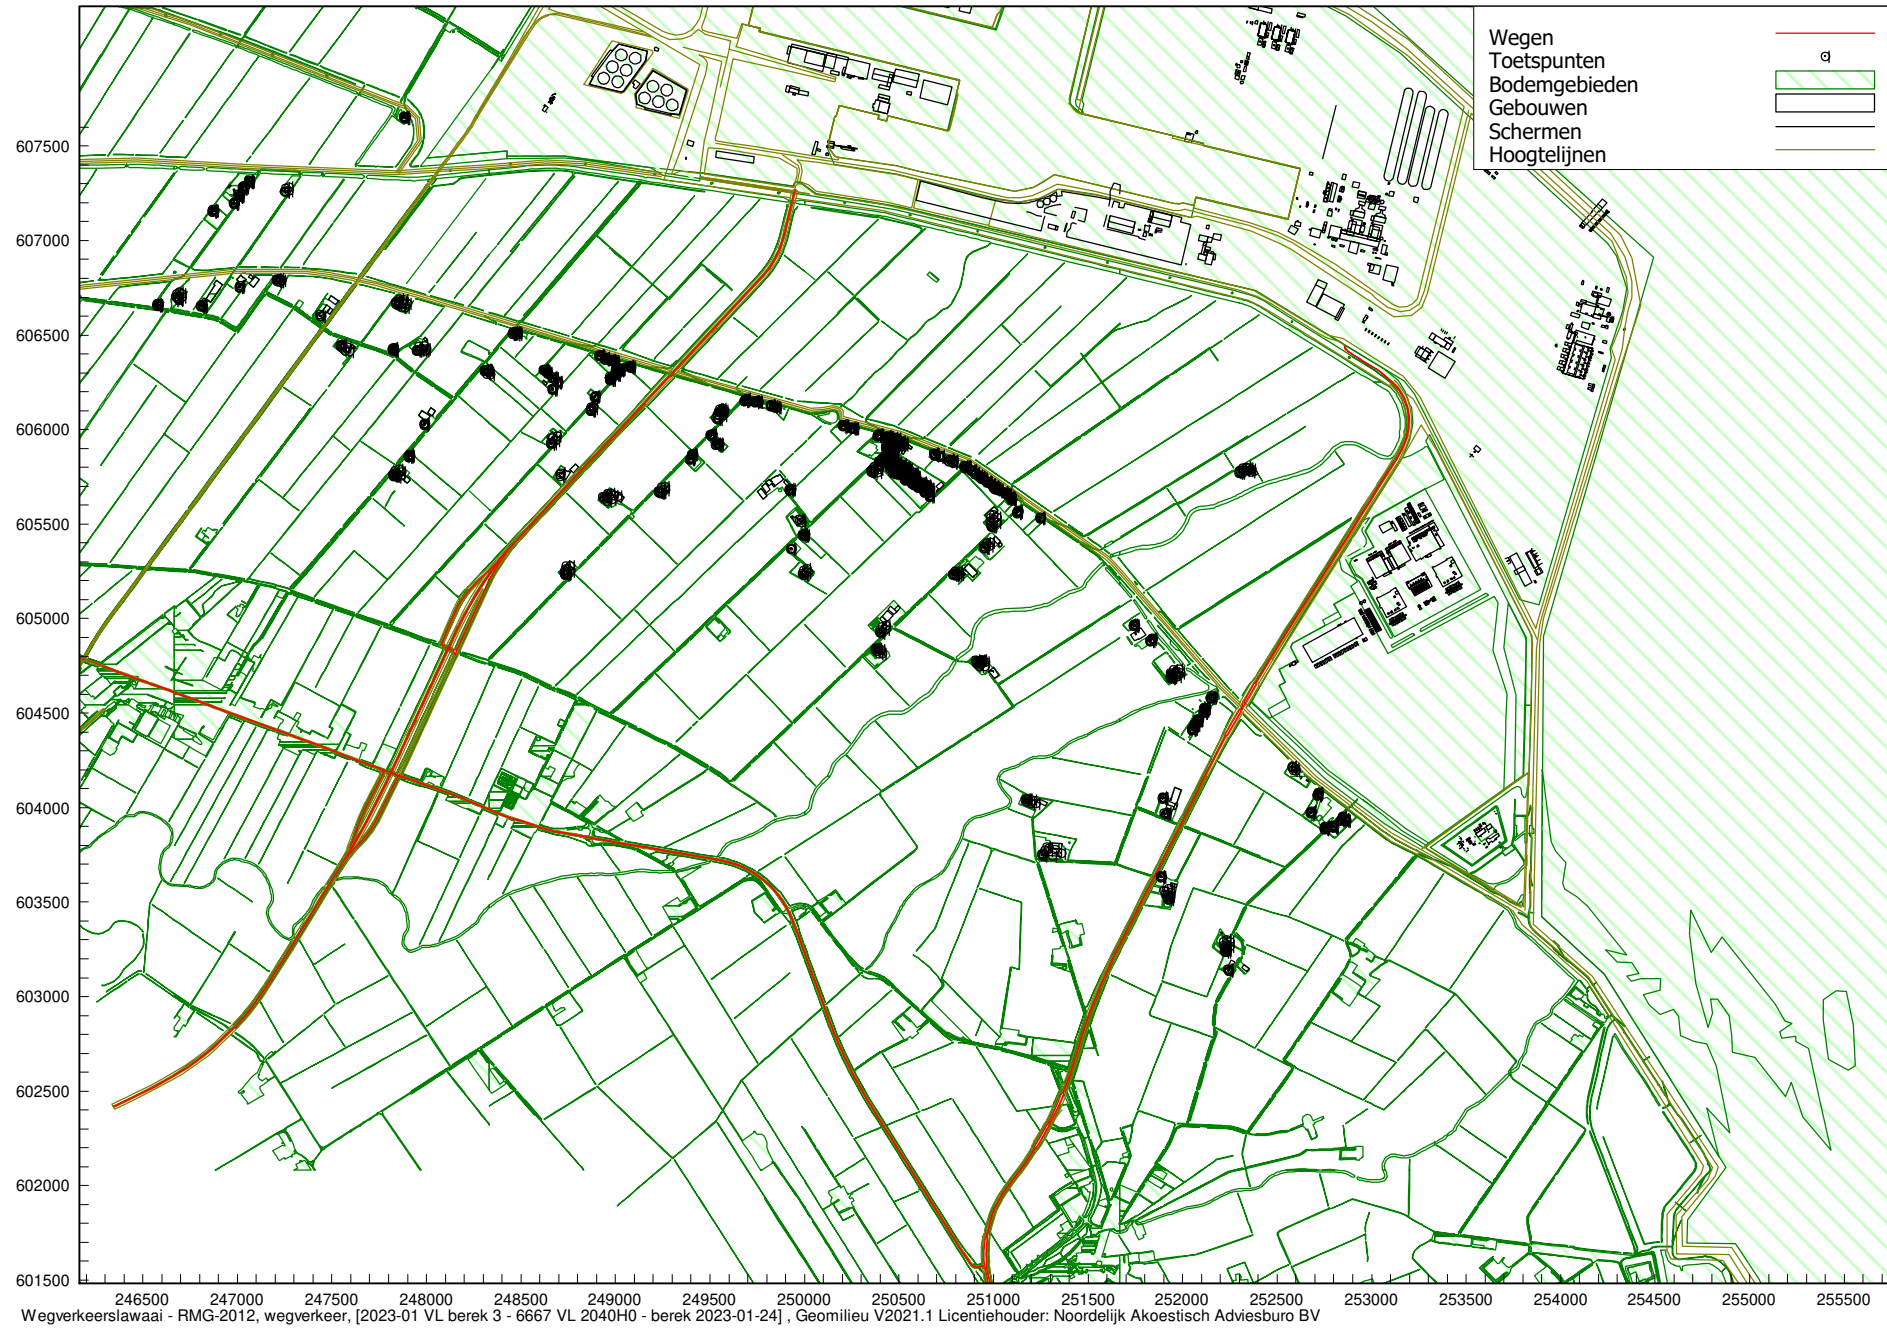 Wegen
Toetspunten
Bodemgebieden
Gebouwen
Schermen
Hoogtelijnen
607500
607000
606500
606000
605500
605000
604500
604000
603500
603000
602500
602000
601500
246500 247000 247500 248000 248500 249000 249500 250000 250500 251000 251500 252000 252500 253000 253500 254000 254500 255000 255500
Wegverkeerslawaai - RMG-2012, wegverkeer, [2023-01 VL berek 3 - 6667 VL 2040H0 - berek 2023-01-24] , Geomilieu V2021.1 Licentiehouder: Noordelijk Akoestisch Adviesburo BV